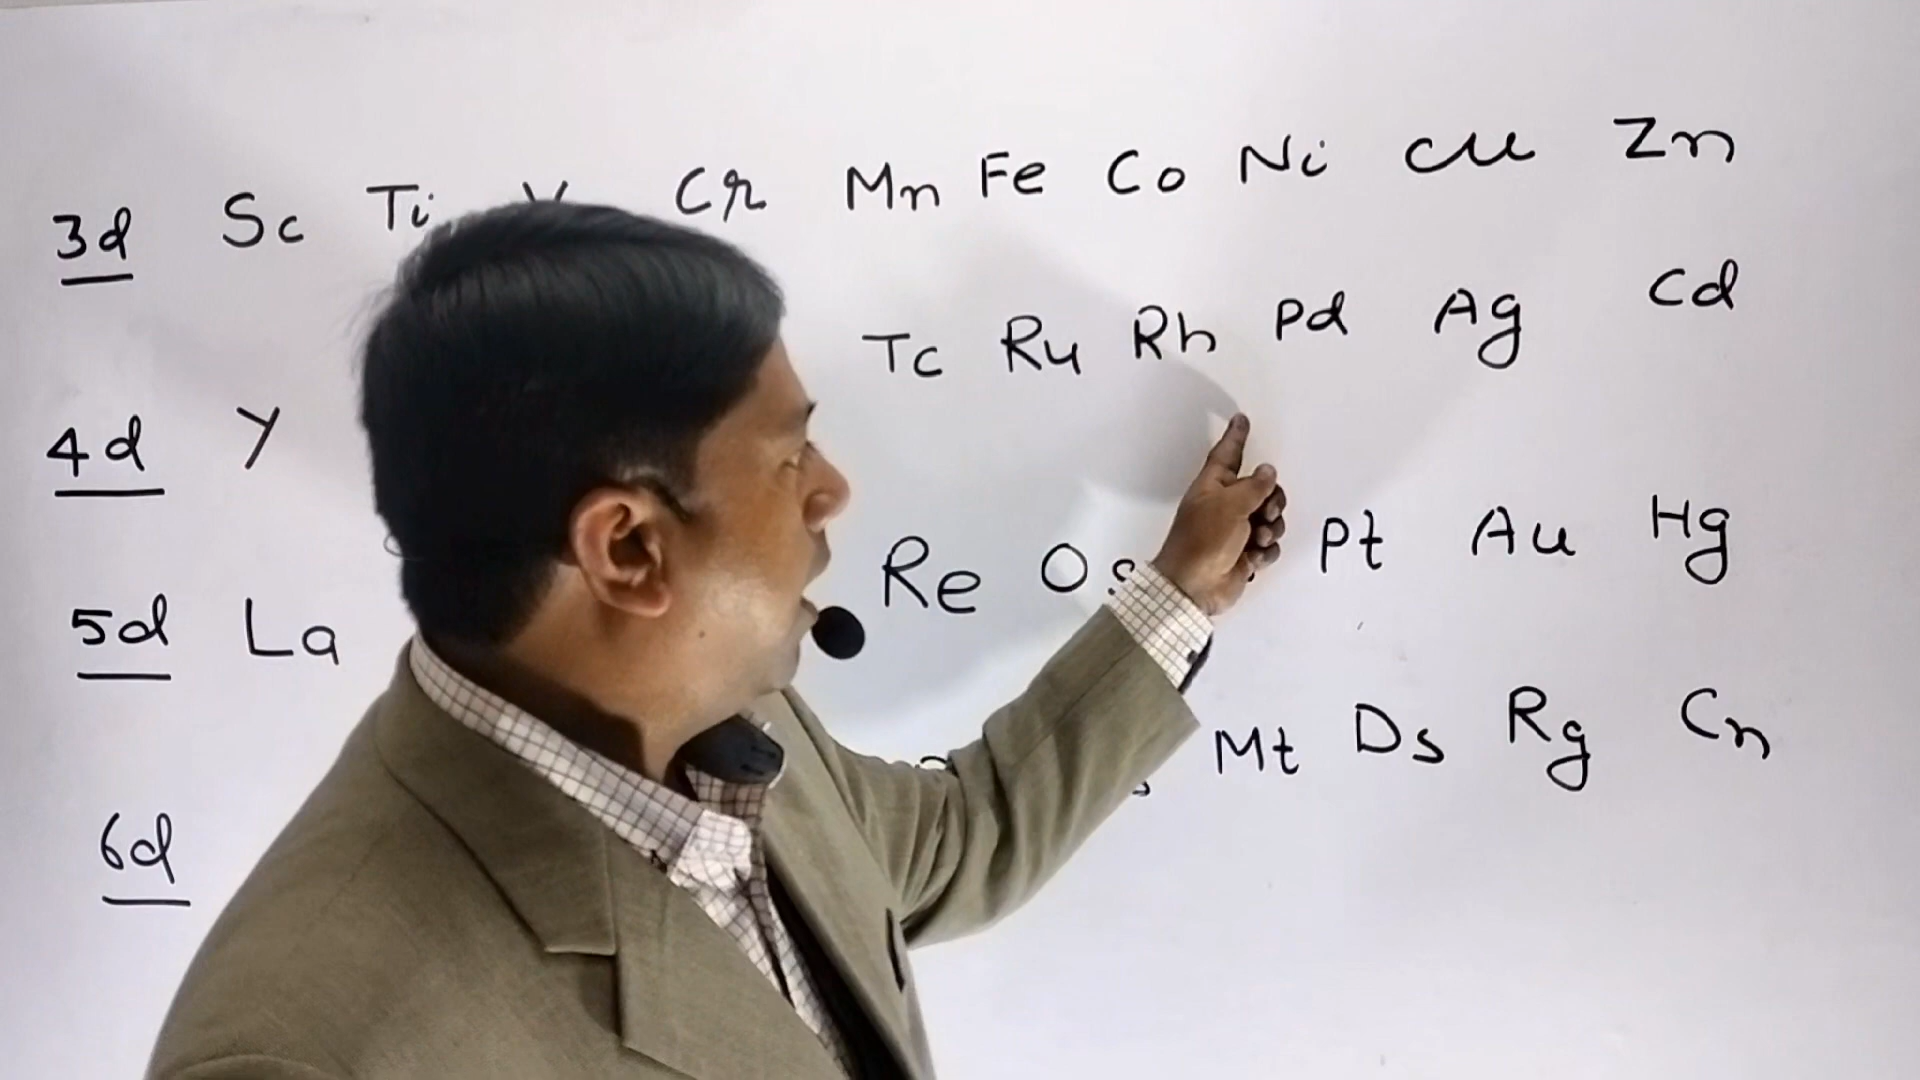 3d Sc Ti V Cr Mn Fe Co Ni Cu Zn
4d Y Tc Ru Rh Pd Ag Cd
5d La Re Os Pt Au Hg
6d Mt Ds Rg Cn